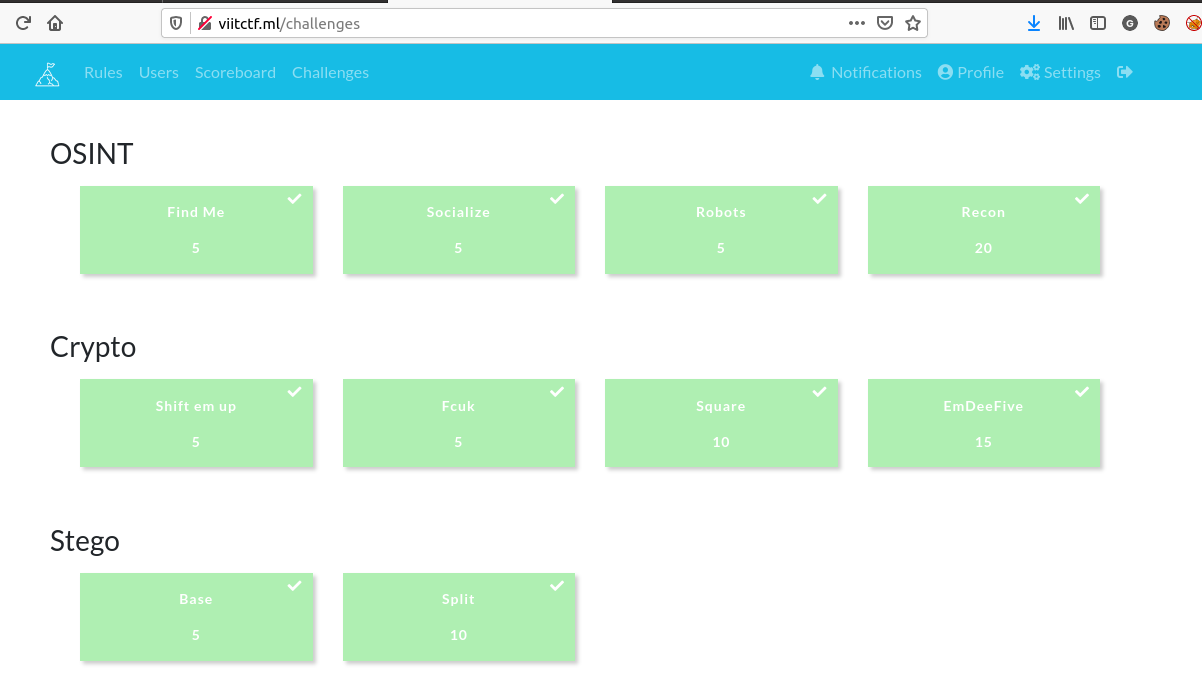 viitctf.ml/challenges
G
Rules Users Scoreboard Challenges Notifications Profile Settings
OSINT
Find Me Socialize Robots Recon
5 5 5 20
Crypto
Shift em up Fcuk Square EmDeeFive
5 5 10 15
Stego
Base Split
5 10